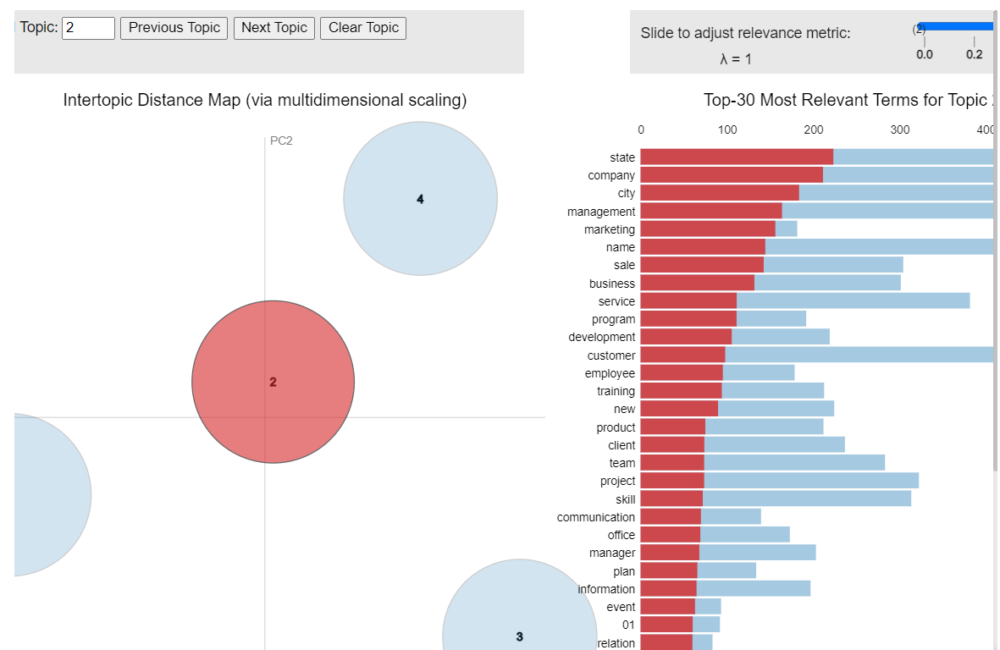 Topic: 2 Previous Topic Next Topic Clear Topic
Slide to adjust relevance metric:
(2)
λ = 1
0.0 0.2
Intertopic Distance Map (via multidimensional scaling)
PC2
4
2
3
Top-30 Most Relevant Terms for Topic
0 100 200 300 400
state
company
city
management
marketing
name
sale
business
service
program
development
customer
employee
training
new
product
client
team
project
skill
communication
office
manager
plan
information
event
01
relation